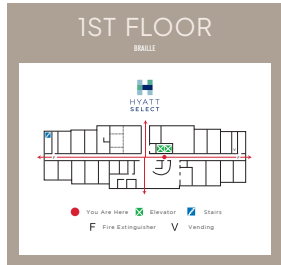 1ST FLOOR
BRAILLE
HYATT
SELECT
You Are Here Elevator Stairs
F Fire Extinguisher V Vending